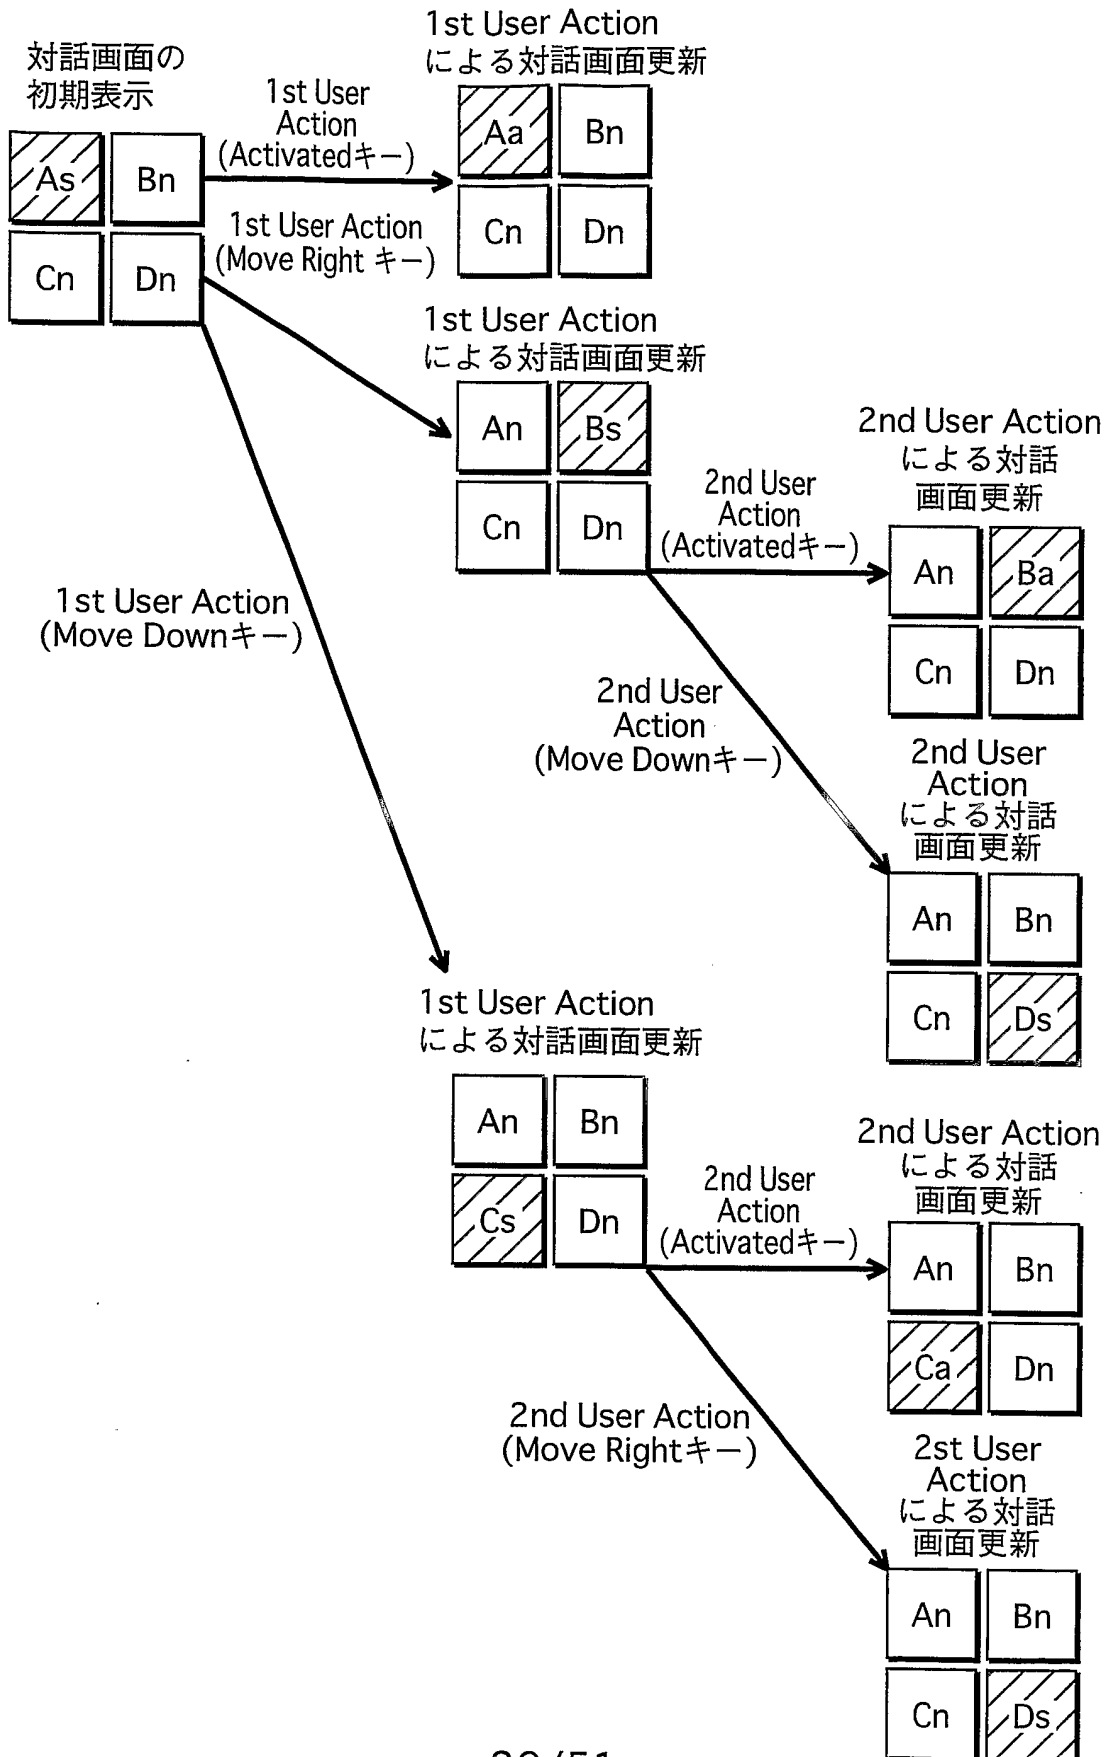 対話画面の
初期表示
As
Bn
Cn
Dn
1st User
Action
(Activatedキー)
1st User Action
による対話画面更新
Aa
Bn
Cn
Dn
1st User Action
(Move Right キー)
1st User Action
による対話画面更新
An
Bs
Cn
Dn
2nd User
Action
(Activatedキー)
2nd User Action
による対話
画面更新
An
Ba
Cn
Dn
1st User Action
(Move Downキー)
2nd User
Action
(Move Downキー)
2nd User
Action
による対話
画面更新
An
Bn
Cn
Ds
1st User Action
による対話画面更新
An
Bn
Cs
Dn
2nd User
Action
(Activatedキー)
2nd User Action
による対話
画面更新
An
Bn
Ca
Dn
2nd User Action
(Move Rightキー)
2st User
Action
による対話
画面更新
An
Bn
Cn
Ds